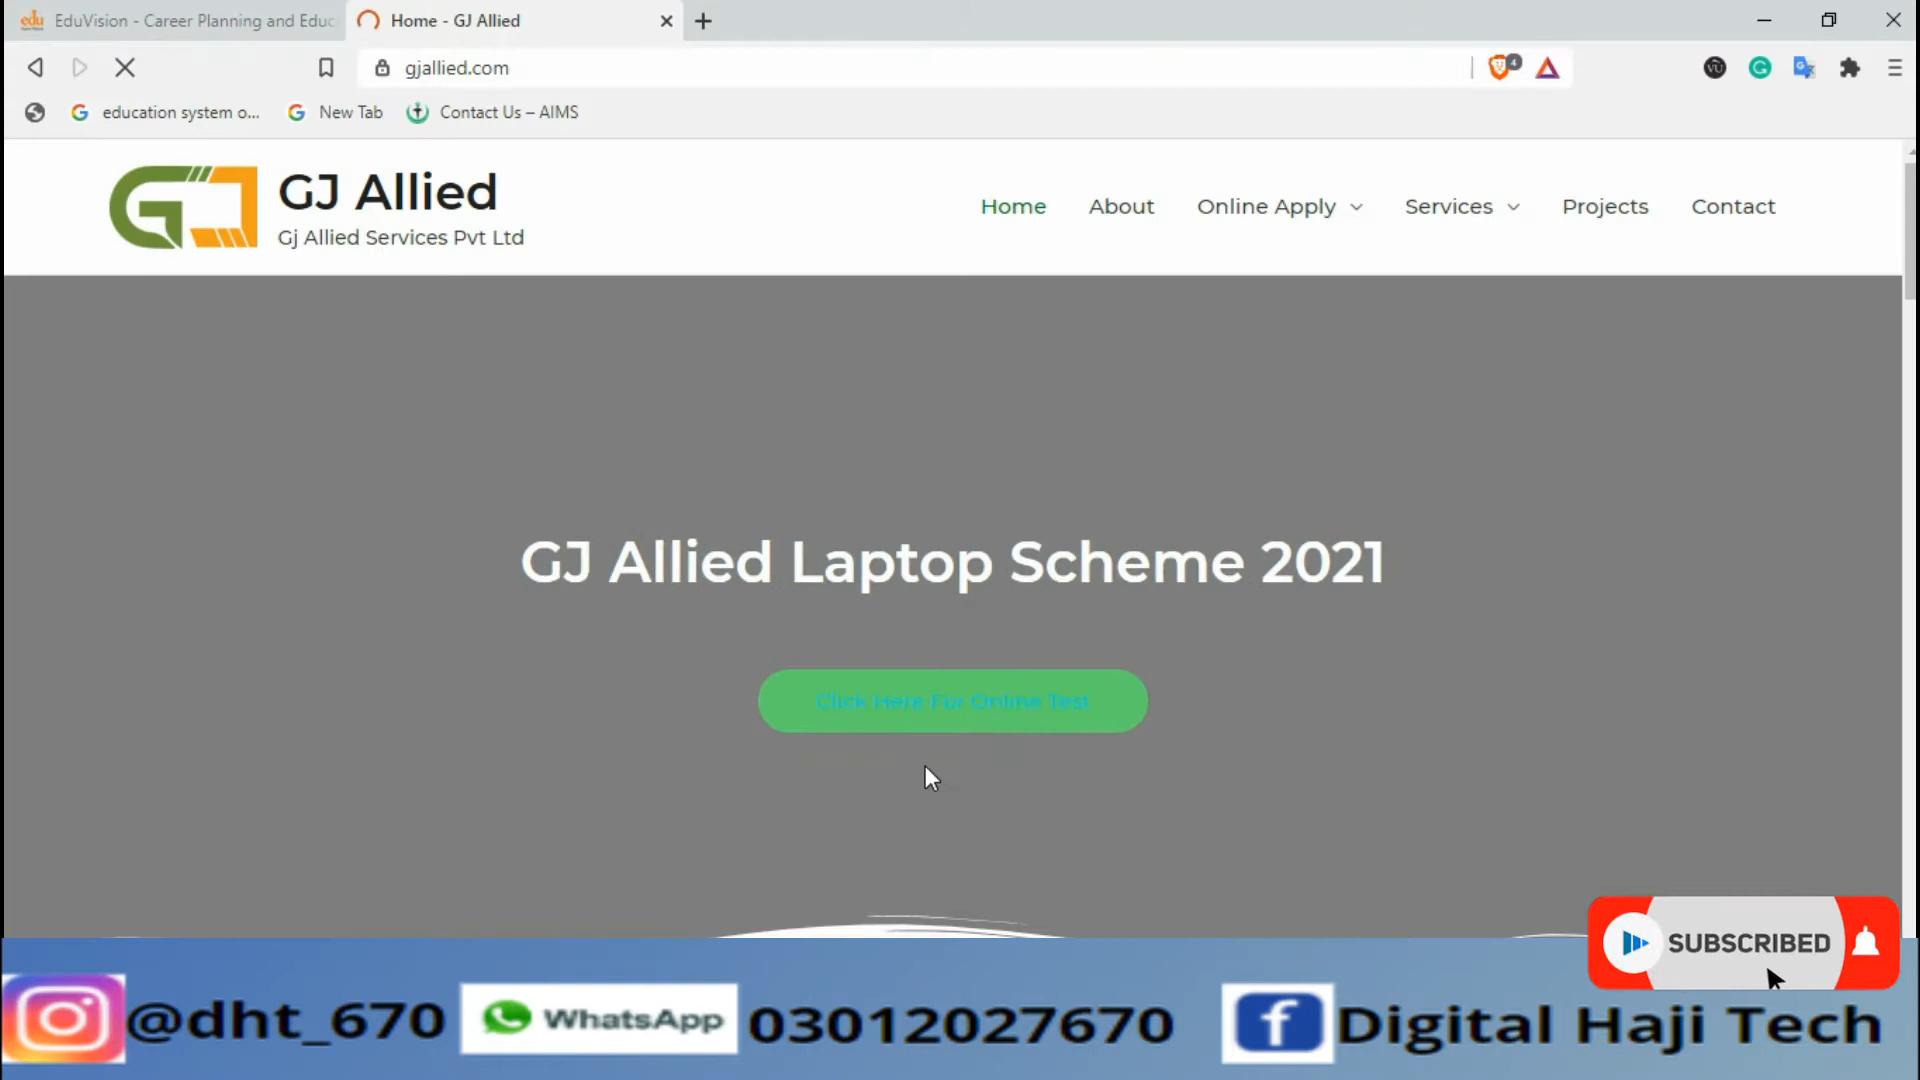 EduVision - Career Planning and Educ
Home - GJ Allied
gjallied.com
4
VU
education system o...
New Tab
Contact Us – AIMS
GJ Allied
Gj Allied Services Pvt Ltd
Home
About
Online Apply
Services
Projects
Contact
GJ Allied Laptop Scheme 2021
Click Here For Online Test
SUBSCRIBED
@dht_670
WhatsApp
03012027670
Digital Haji Tech